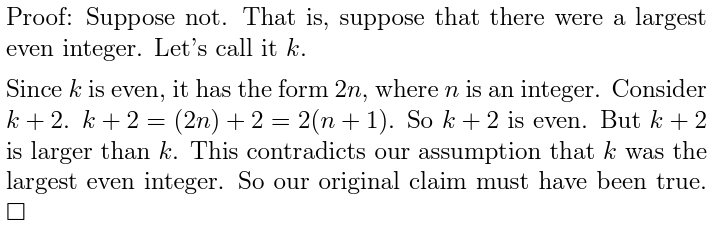 Proof: Suppose not. That is, suppose that there were a largest
even integer. Let's call it k.
Since k is even, it has the form 2n, where n is an integer. Consider
k + 2. k + 2 = (2n) + 2 = 2(n + 1). So k + 2 is even. But k + 2
is larger than k. This contradicts our assumption that k was the
largest even integer. So our original claim must have been true.
□